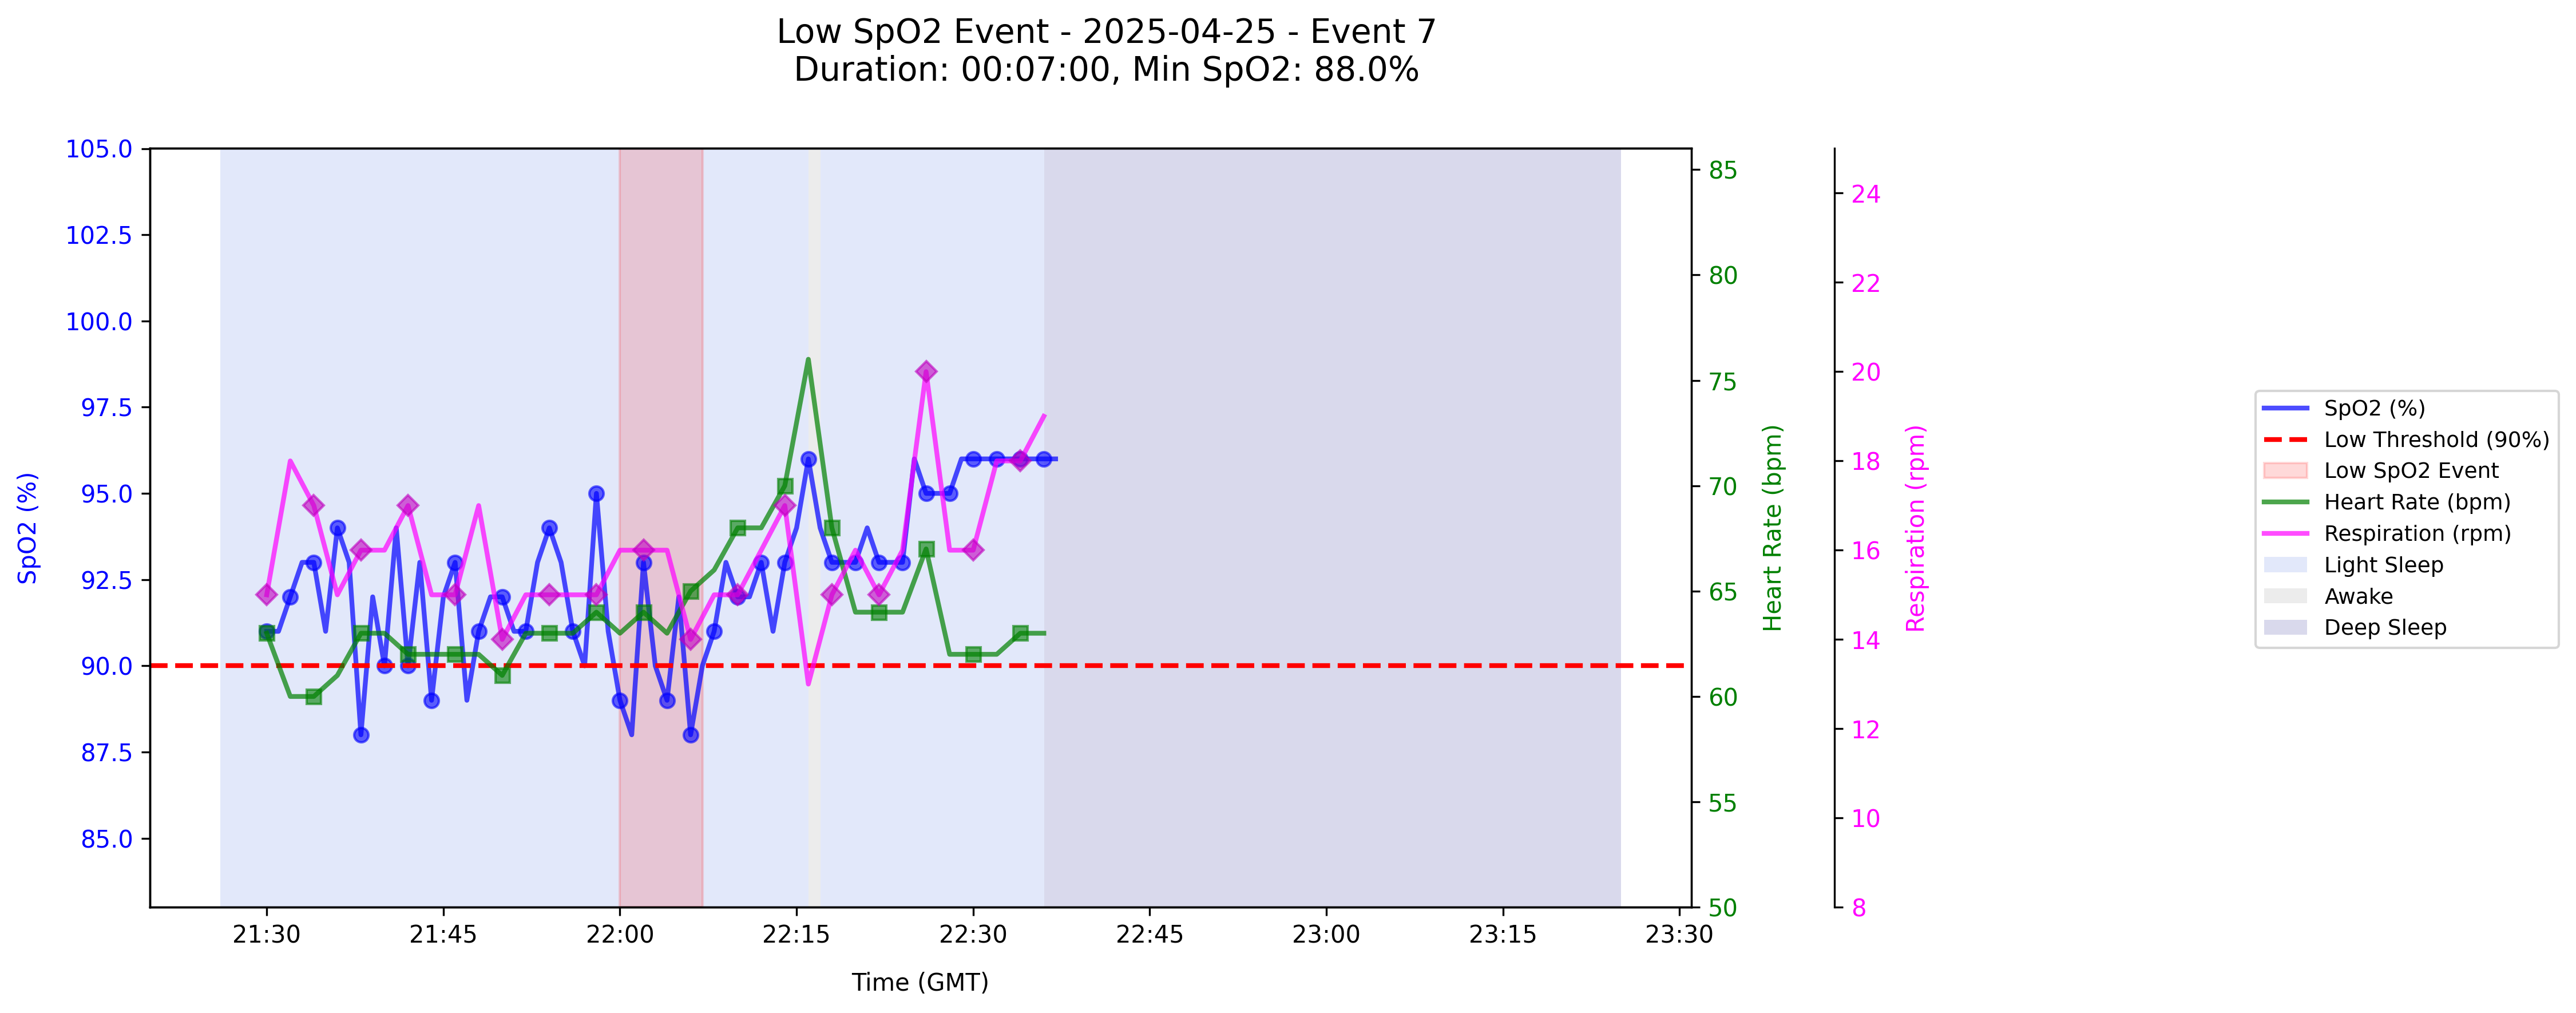 Low SpO2 Event - 2025-04-25 - Event 7
Duration: 00:07:00, Min SpO2: 88.0%
105.0
102.5
100.0
97.5
95.0
92.5
90.0
87.5
85.0
SpO2 (%)
21:30
21:45
22:00
22:15
22:30
22:45
23:00
23:15
23:30
Time (GMT)
85
80
75
70
65
60
55
50
Heart Rate (bpm)
24
22
20
18
16
14
12
10
8
Respiration (rpm)
SpO2 (%)
Low Threshold (90%)
Low SpO2 Event
Heart Rate (bpm)
Respiration (rpm)
Light Sleep
Awake
Deep Sleep